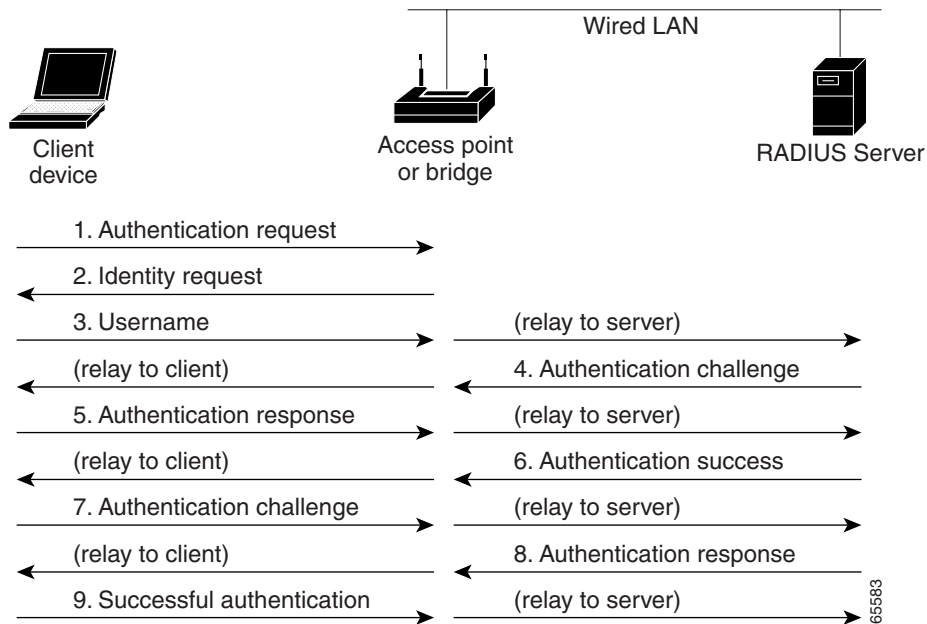 Wired LAN
Client
device
Access point
or bridge
RADIUS Server
1. Authentication request
2. Identity request
3. Username
(relay to server)
(relay to client)
4. Authentication challenge
5. Authentication response
(relay to server)
(relay to client)
6. Authentication success
7. Authentication challenge
(relay to server)
(relay to client)
8. Authentication response
9. Successful authentication
(relay to server)
65583